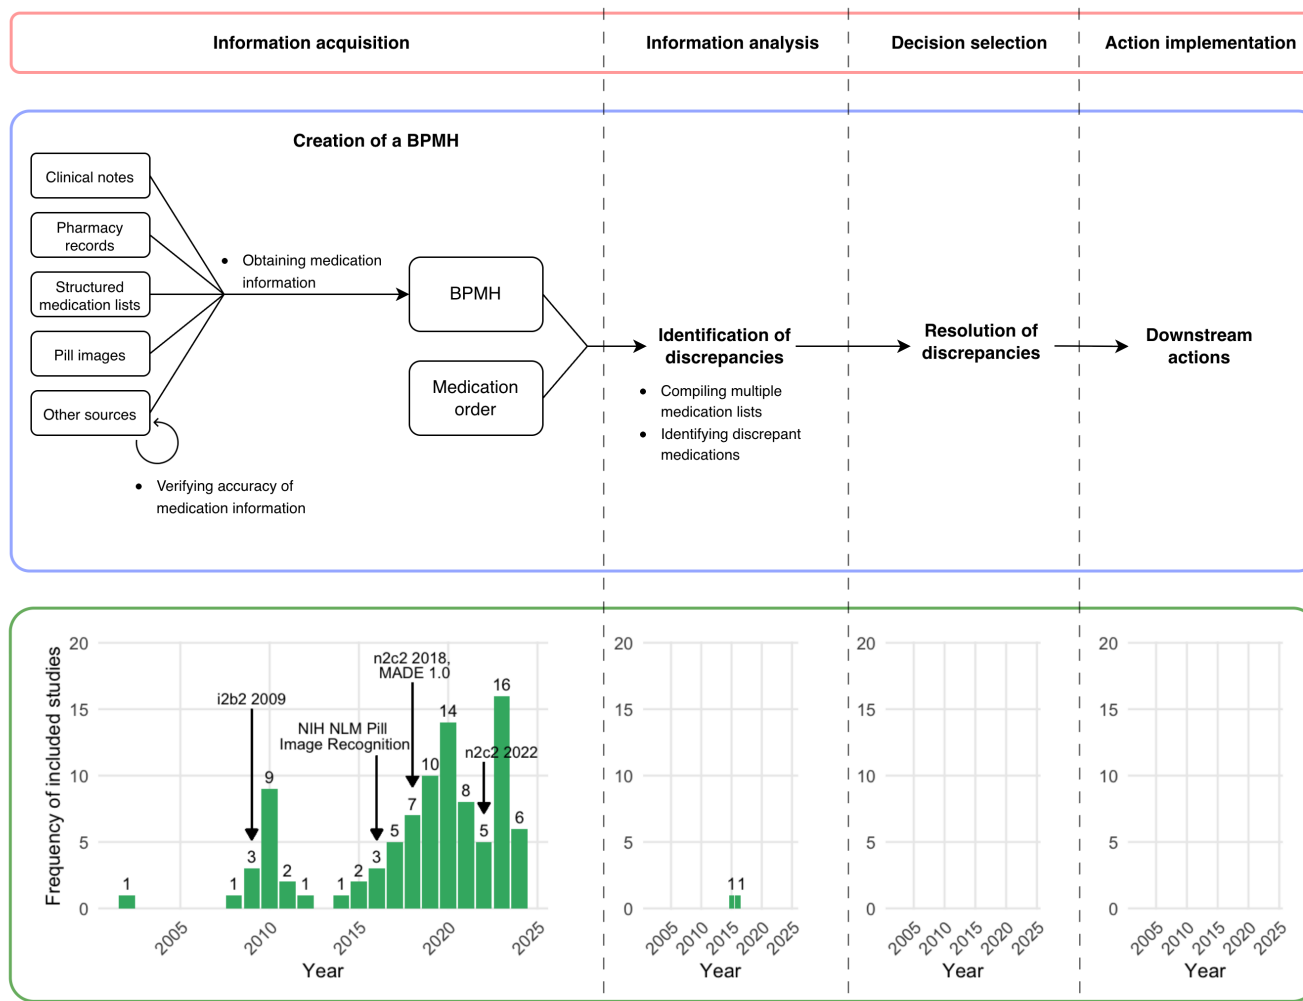 Information acquisition
Information analysis
Decision selection
Action implementation
Creation of a BPMH
Clinical notes
Pharmacy
records
Structured
medication lists
Pill images
Other sources
● Obtaining medication
information
● Verifying accuracy of
medication information
BPMH
Medication
order
Identification of
discrepancies
● Compiling multiple
medication lists
● Identifying discrepant
medications
Resolution of
discrepancies
Downstream
actions
Frequency of included studies
20
15
10
5
0
i2b2 2009
NIH NLM Pill
Image Recognition
n2c2 2018,
MADE 1.0
n2c2 2022
1
1
3
9
2
1
1
2
3
5
7
10
14
8
5
16
6
2005
2010
2015
2020
2025
Year
20
15
10
5
0
1
1
2005
2010
2015
2020
2025
Year
20
15
10
5
0
2005
2010
2015
2020
2025
Year
20
15
10
5
0
2005
2010
2015
2020
2025
Year